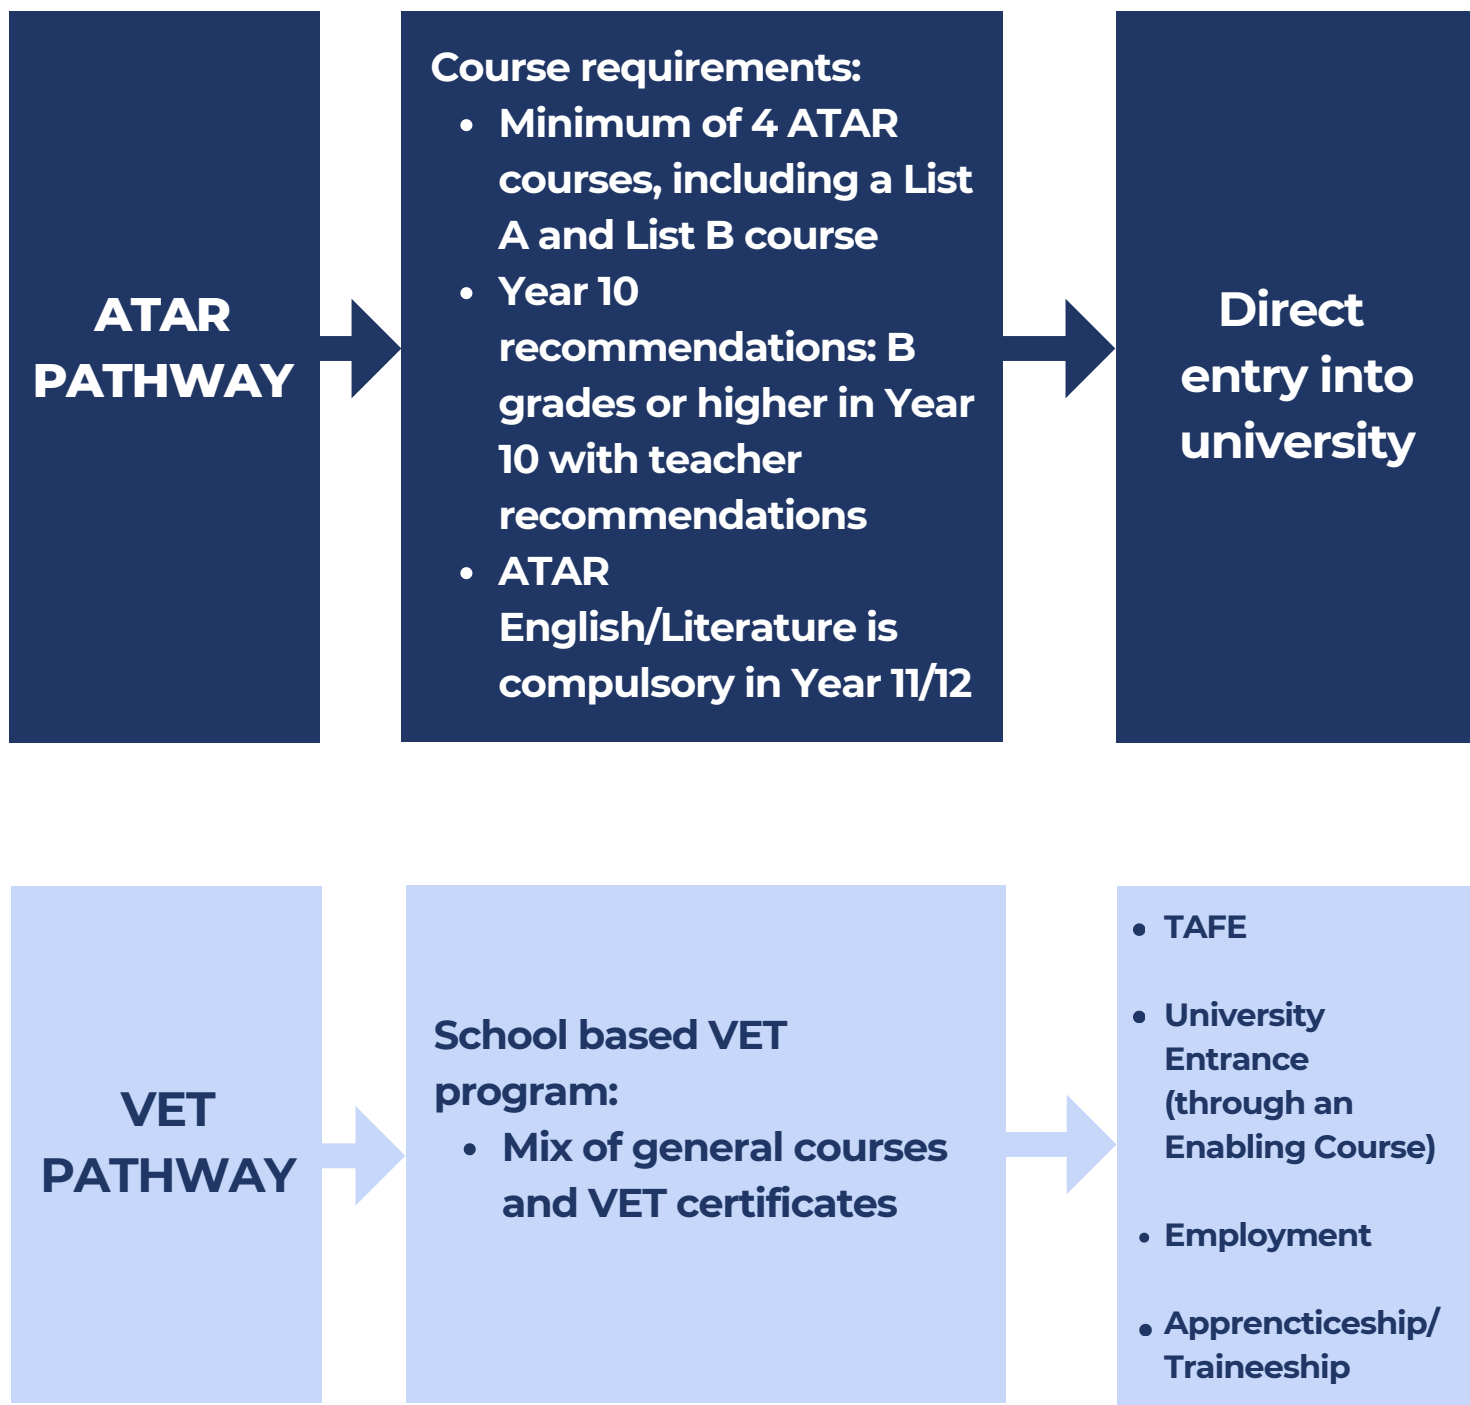 ATAR
PATHWAY
Course requirements:
• Minimum of 4 ATAR
courses, including a List
A and List B course
• Year 10
recommendations: B
grades or higher in Year
10 with teacher
recommendations
• ATAR
English/Literature is
compulsory in Year 11/12
Direct
entry into
university
VET
PATHWAY
School based VET
program:
• Mix of general courses
and VET certificates
• TAFE
• University
Entrance
(through an
Enabling Course)
• Employment
• Apprencticeship/
Traineeship